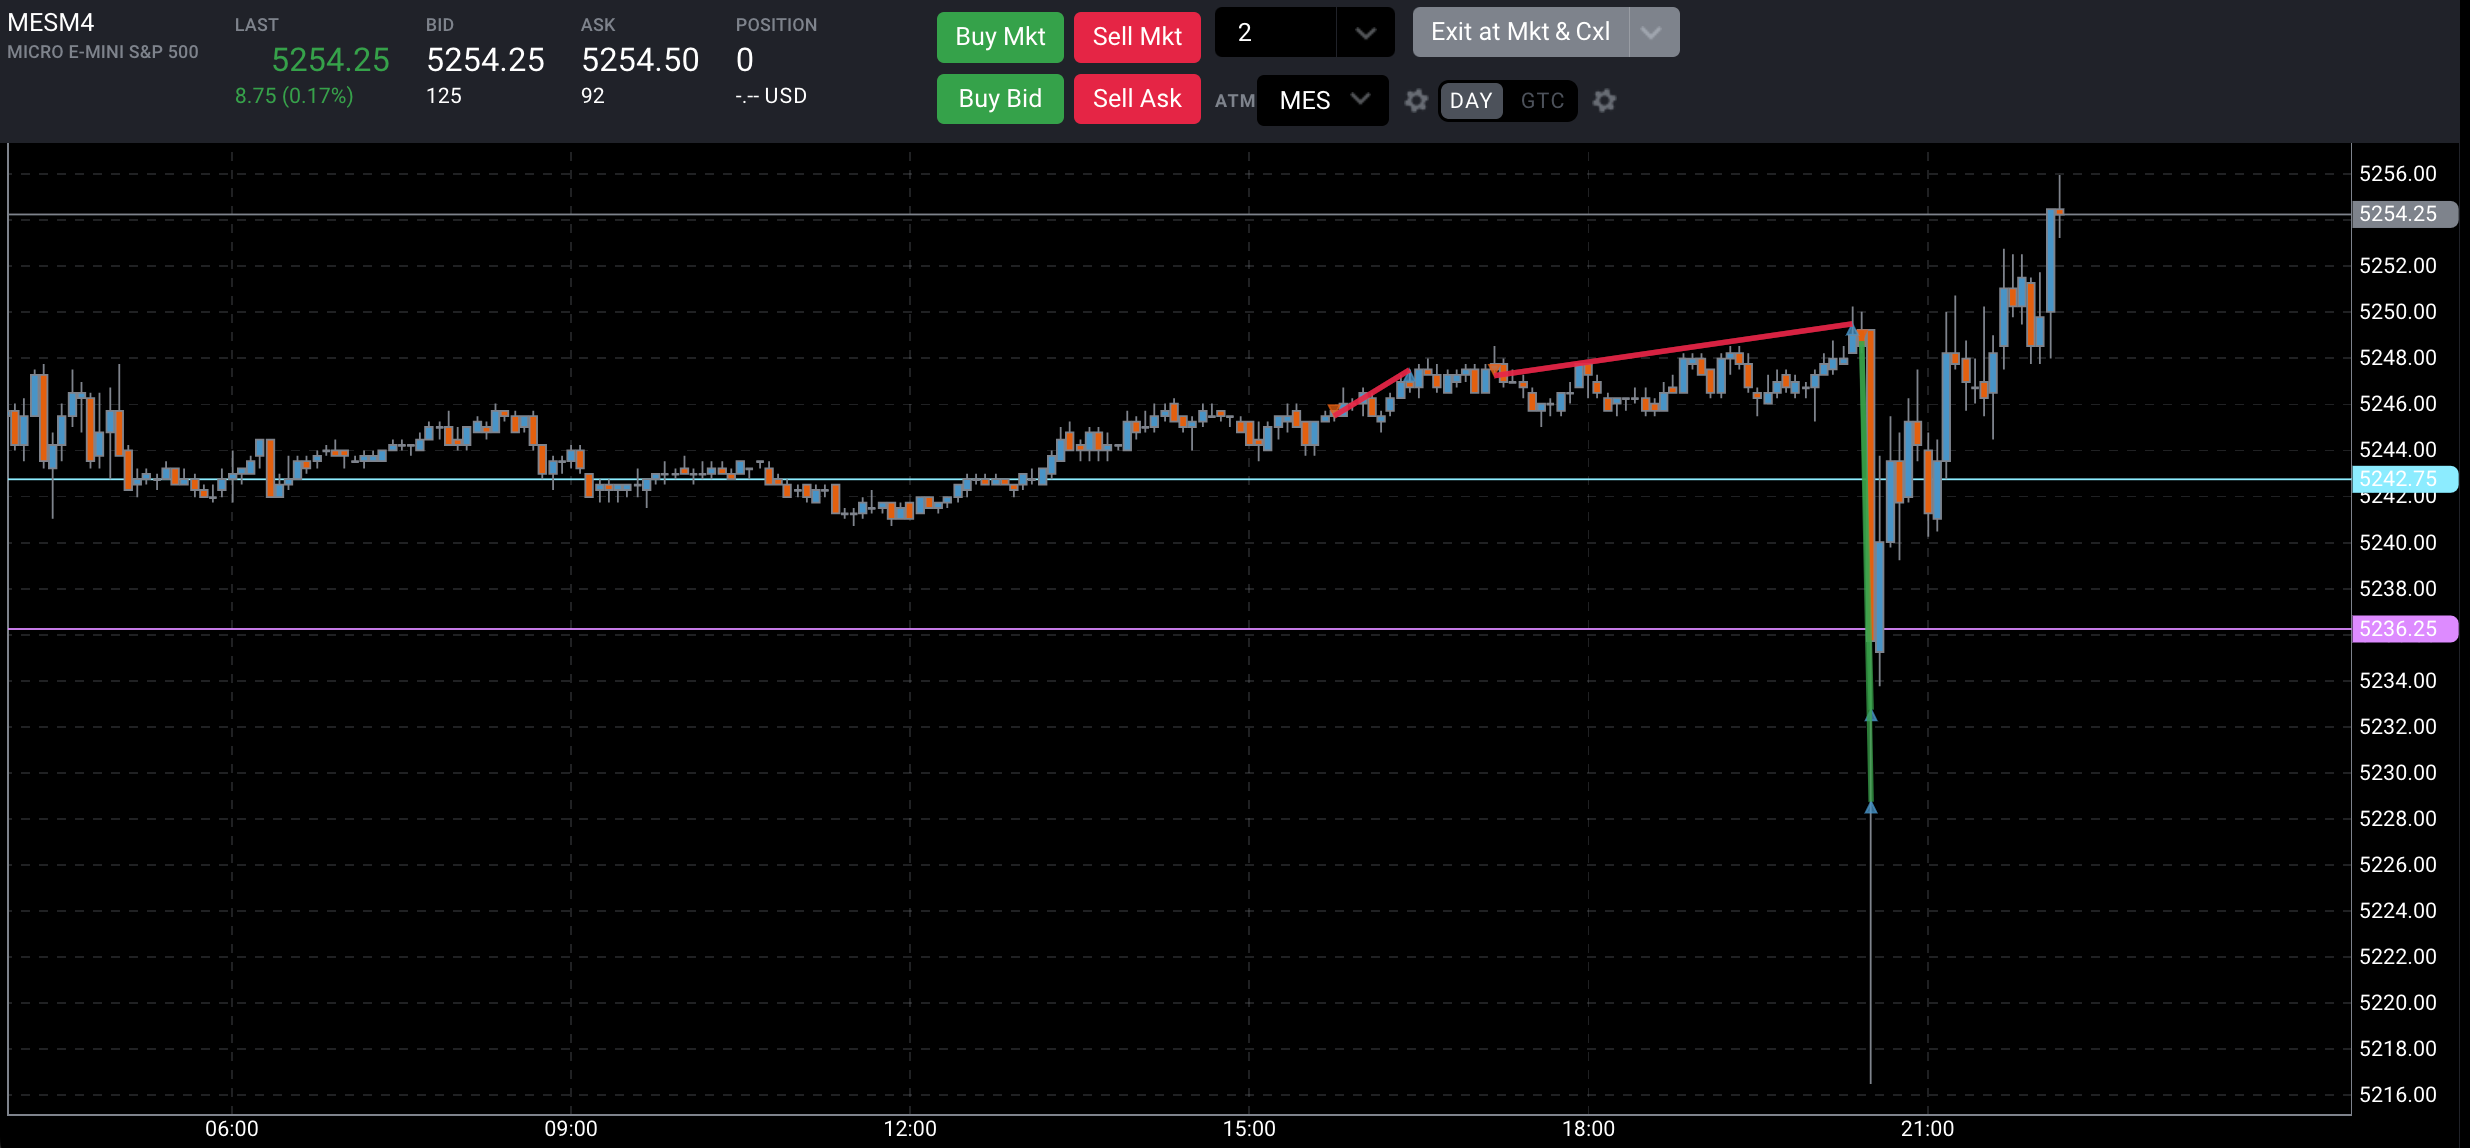 MESM4
MICRO E-MINI S&P 500
LAST
5254.25
8.75 (0.17%)
BID
5254.25
125
ASK
5254.50
92
POSITION
0
-.-- USD
Buy Mkt
Sell Mkt
2
Exit at Mkt & Cxl
Buy Bid
Sell Ask
ATM
MES
DAY
GTC
5256.00
5254.25
5252.00
5250.00
5248.00
5246.00
5244.00
5242.75
5242.00
5240.00
5238.00
5236.25
5234.00
5232.00
5230.00
5228.00
5226.00
5224.00
5222.00
5220.00
5218.00
5216.00
06:00
09:00
12:00
15:00
18:00
21:00